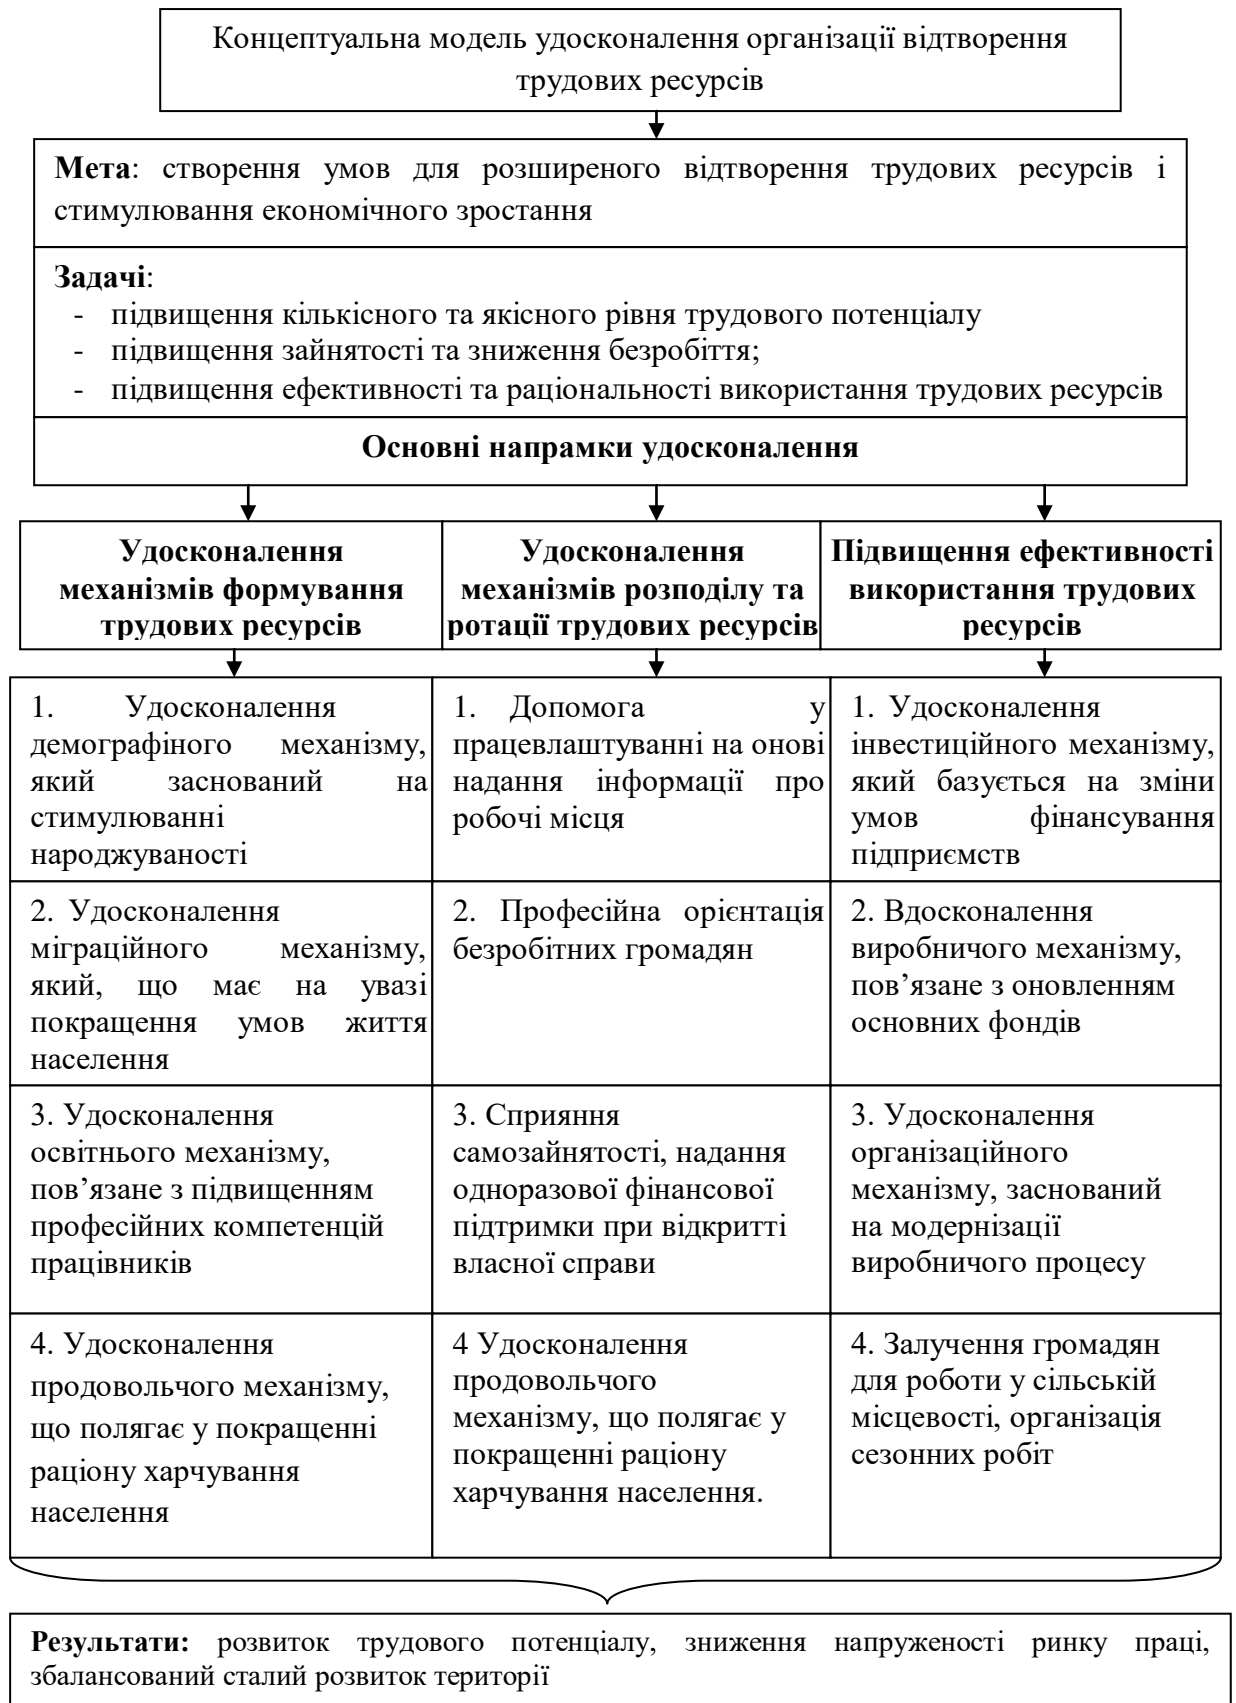 Концептуальна модель удосконалення організації відтворення
трудових ресурсів
Мета: створення умов для розширеного відтворення трудових ресурсів і
стимулювання економічного зростання
Задачі:
- підвищення кількісного та якісного рівня трудового потенціалу
- підвищення зайнятості та зниження безробіття;
- підвищення ефективності та раціональності використання трудових ресурсів
Основні напрамки удосконалення
Удосконалення
механізмів формування
трудових ресурсів
Удосконалення
механізмів розподілу та
ротації трудових ресурсів
Підвищення ефективності
використання трудових
ресурсів
1. Удосконалення
демографіного механізму,
який заснований на
стимулюванні
народжуваності
1. Допомога у
працевлаштуванні на онові
надання інформації про
робочі місця
1. Удосконалення
інвестиційного механізму,
який базується на зміни
умов фінансування
підприємств
2. Удосконалення
міграційного механізму,
який, що має на увазі
покращення умов життя
населення
2. Професійна орієнтація
безробітних громадян
2. Вдосконалення
виробничого механізму,
пов’язане з оновленням
основних фондів
3. Удосконалення
освітнього механізму,
пов’язане з підвищенням
професійних компетенцій
працівників
3. Сприяння
самозайнятості, надання
одноразової фінансової
підтримки при відкритті
власної справи
3. Удосконалення
організаційного
механізму, заснований
на модернізації
виробничого процесу
4. Удосконалення
продовольчого механізму,
що полягає у покращенні
раціону харчування
населення
4 Удосконалення
продовольчого
механізму, що полягає у
покращенні раціону
харчування населення.
4. Залучення громадян
для роботи у сільській
місцевості, організація
сезонних робіт
Результати: розвиток трудового потенціалу, зниження напруженості ринку праці,
збалансований сталий розвиток території